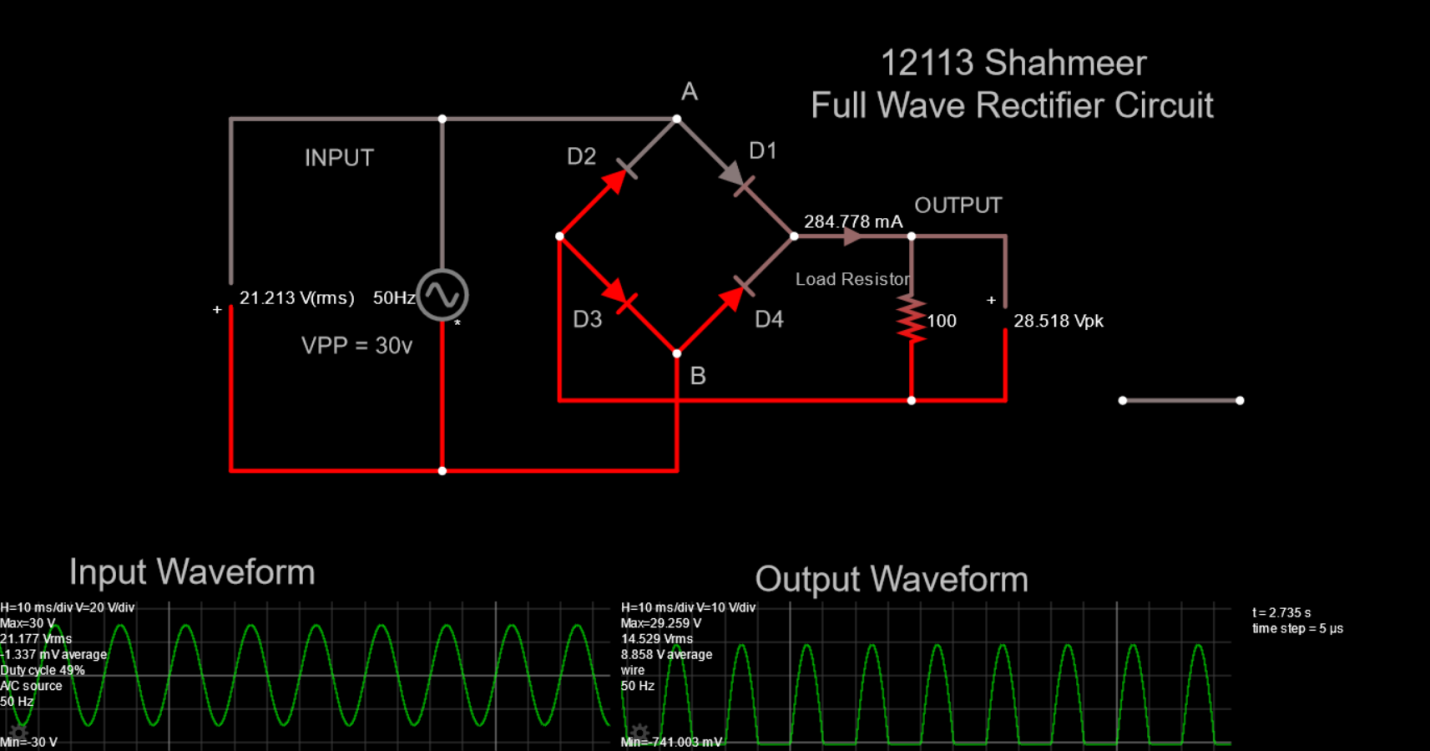 12113 Shahmeer
Full Wave Rectifier Circuit
A
INPUT
D2
D1
OUTPUT
284.778 mA
Load Resistor
+
21.213 V(rms)
50Hz
*
VPP = 30v
D3
D4
100
+
28.518 Vpk
B
Input Waveform
H=10 ms/div V=20 V/div
Max=30 V
21.177 Vrms
-1.337 mV average
Duty cycle 49%
A/C source
50 Hz
Min=-30 V
Output Waveform
H=10 ms/div V=10 V/div
Max=29.259 V
14.529 Vrms
8.858 V average
wire
50 Hz
Min=-741.003 mV
t = 2.735 s
time step = 5 µs